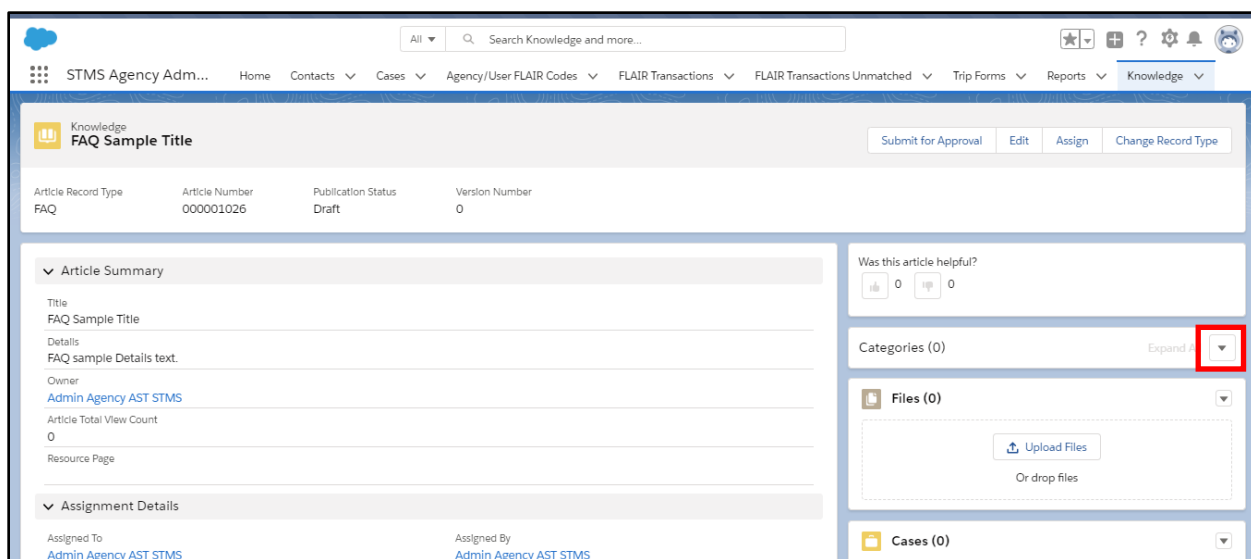 All
Search Knowledge and more...
STMS Agency Adm...
Home
Contacts
Cases
Agency/User FLAIR Codes
FLAIR Transactions
FLAIR Transactions Unmatched
Trip Forms
Reports
Knowledge
Knowledge
FAQ Sample Title
Submit for Approval
Edit
Assign
Change Record Type
Article Record Type
Article Number
Publication Status
Version Number
FAQ
000001026
Draft
0
Article Summary
Title
FAQ Sample Title
Details
FAQ sample Details text.
Owner
Admin Agency AST STMS
Article Total View Count
0
Resource Page
Assignment Details
Assigned To
Assigned By
Admin Agency AST STMS
Admin Agency AST STMS
Was this article helpful?
0
0
Categories (0)
Expand A
Files (0)
Upload Files
Or drop files
Cases (0)